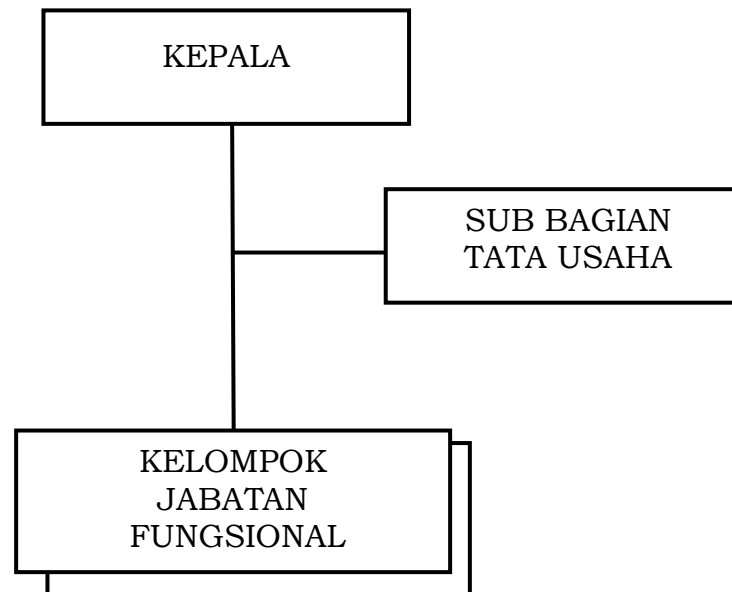 KEPALA
SUB BAGIAN
TATA USAHA
KELOMPOK
JABATAN
FUNGSIONAL